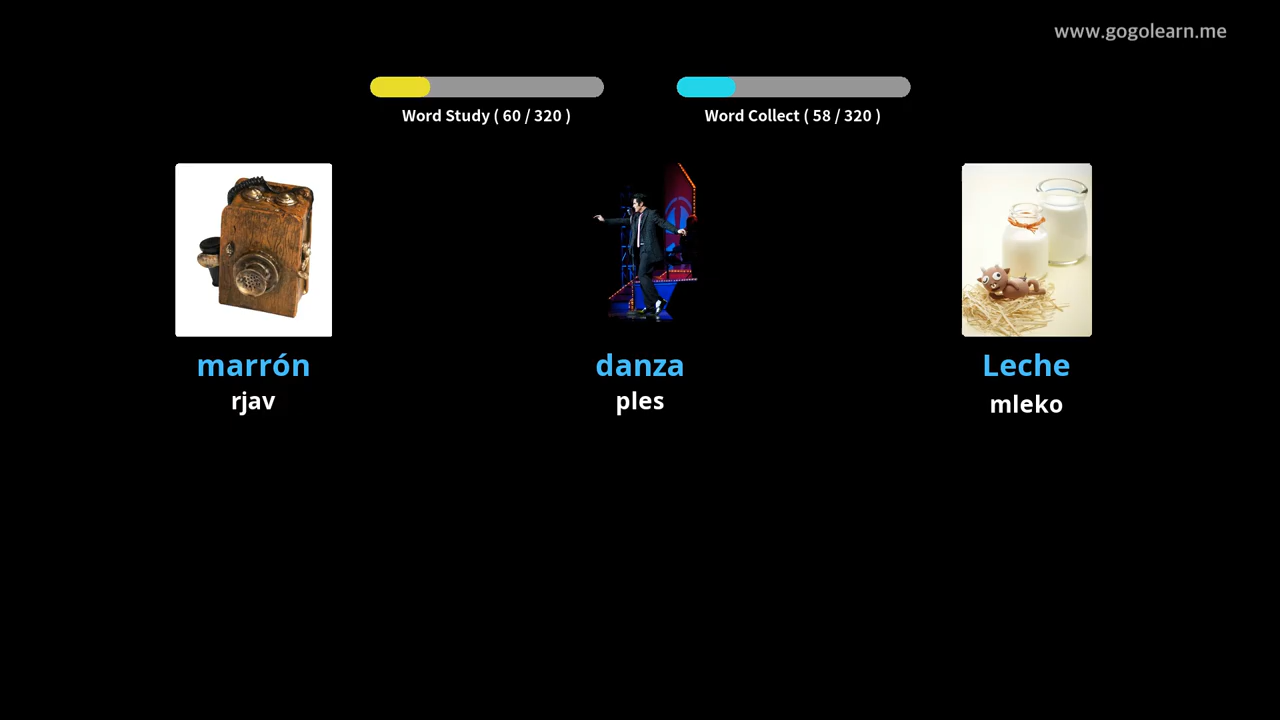 www.gogolearn.me
Word Study ( 60 / 320 )
Word Collect ( 58 / 320 )
marrón
danza
Leche
rjav
ples
mleko